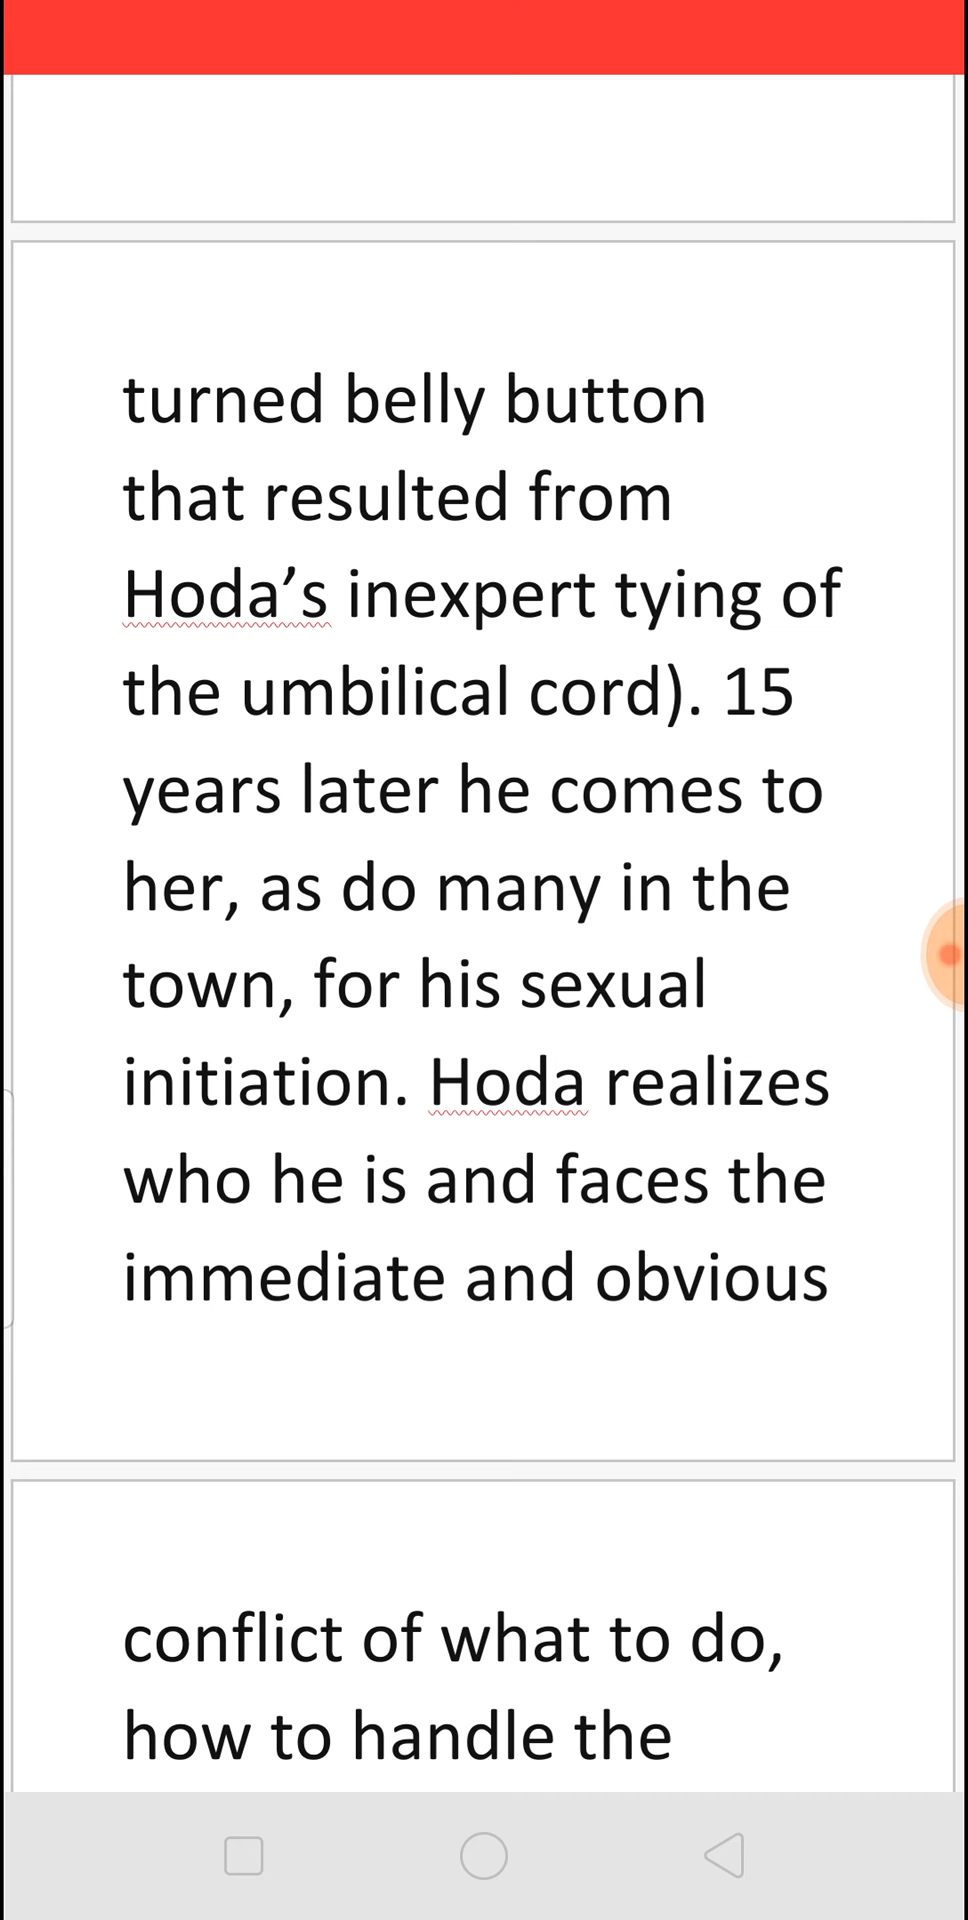 turned belly button
that resulted from
Hoda’s inexpert tying of
the umbilical cord). 15
years later he comes to
her, as do many in the
town, for his sexual
initiation. Hoda realizes
who he is and faces the
immediate and obvious
conflict of what to do,
how to handle the